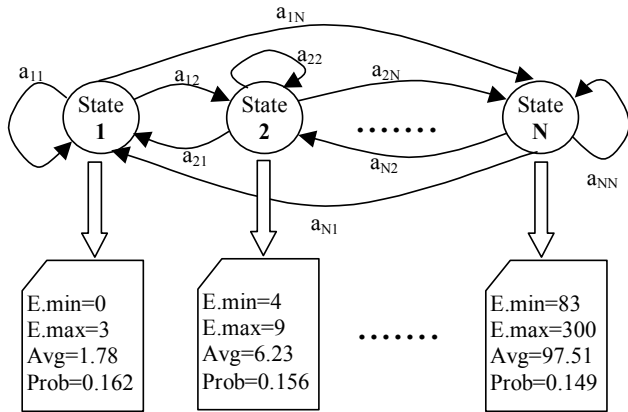 a₁N
a₁₁
a₁₂
a₂₂
a₂N
State
1
State
2
.......
State
N
a₂₁
aN₂
aNN
aN₁
E.min=0
E.max=3
Avg=1.78
Prob=0.162
E.min=4
E.max=9
Avg=6.23
Prob=0.156
.......
E.min=83
E.max=300
Avg=97.51
Prob=0.149